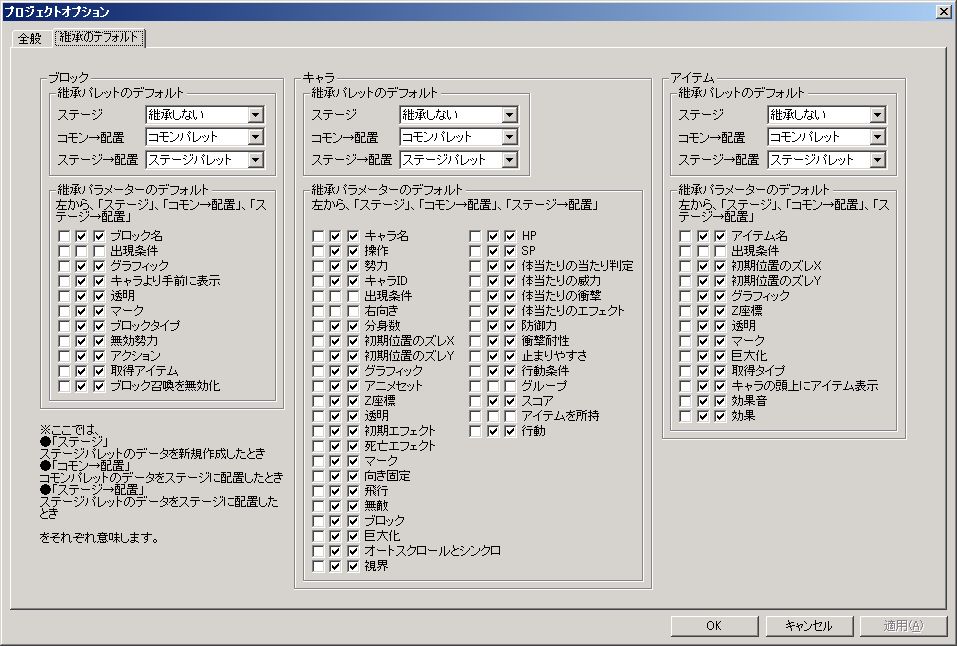 プロジェクトオプション
全般
継承のデフォルト
ブロック
継承パレットのデフォルト
ステージ
継承しない
コモン→配置
コモンパレット
ステージ→配置
ステージパレット
継承パラメーターのデフォルト
左から、「ステージ」、「コモン→配置」、「ス
テージ→配置」
ブロック名
出現条件
グラフィック
キャラより手前に表示
透明
マーク
ブロックタイプ
無効勢力
アクション
取得アイテム
ブロック召喚を無効化
※ここでは、
●「ステージ」
ステージパレットのデータを新規作成したとき
●「コモン→配置」
コモンパレットのデータをステージに配置したとき
●「ステージ→配置」
ステージパレットのデータをステージに配置した
とき
をそれぞれ意味します。
キャラ
継承パレットのデフォルト
ステージ
継承しない
コモン→配置
コモンパレット
ステージ→配置
ステージパレット
継承パラメーターのデフォルト
左から、「ステージ」、「コモン→配置」、「ステージ→配置」
キャラ名
操作
勢力
キャラID
出現条件
右向き
分身数
初期位置のズレX
初期位置のズレY
グラフィック
アニメセット
Z座標
透明
初期エフェクト
死亡エフェクト
マーク
向き固定
飛行
無敵
ブロック
巨大化
オートスクロールとシンクロ
視界
HP
SP
体当たりの当たり判定
体当たりの威力
体当たりの衝撃
体当たりのエフェクト
防御力
衝撃耐性
止まりやすさ
行動条件
グループ
スコア
アイテムを所持
行動
アイテム
継承パレットのデフォルト
ステージ
継承しない
コモン→配置
コモンパレット
ステージ→配置
ステージパレット
継承パラメーターのデフォルト
左から、「ステージ」、「コモン→配置」、「ス
テージ→配置」
アイテム名
出現条件
初期位置のズレX
初期位置のズレY
グラフィック
Z座標
透明
マーク
巨大化
取得タイプ
キャラの頭上にアイテム表示
効果音
効果
OK
キャンセル
適用(A)